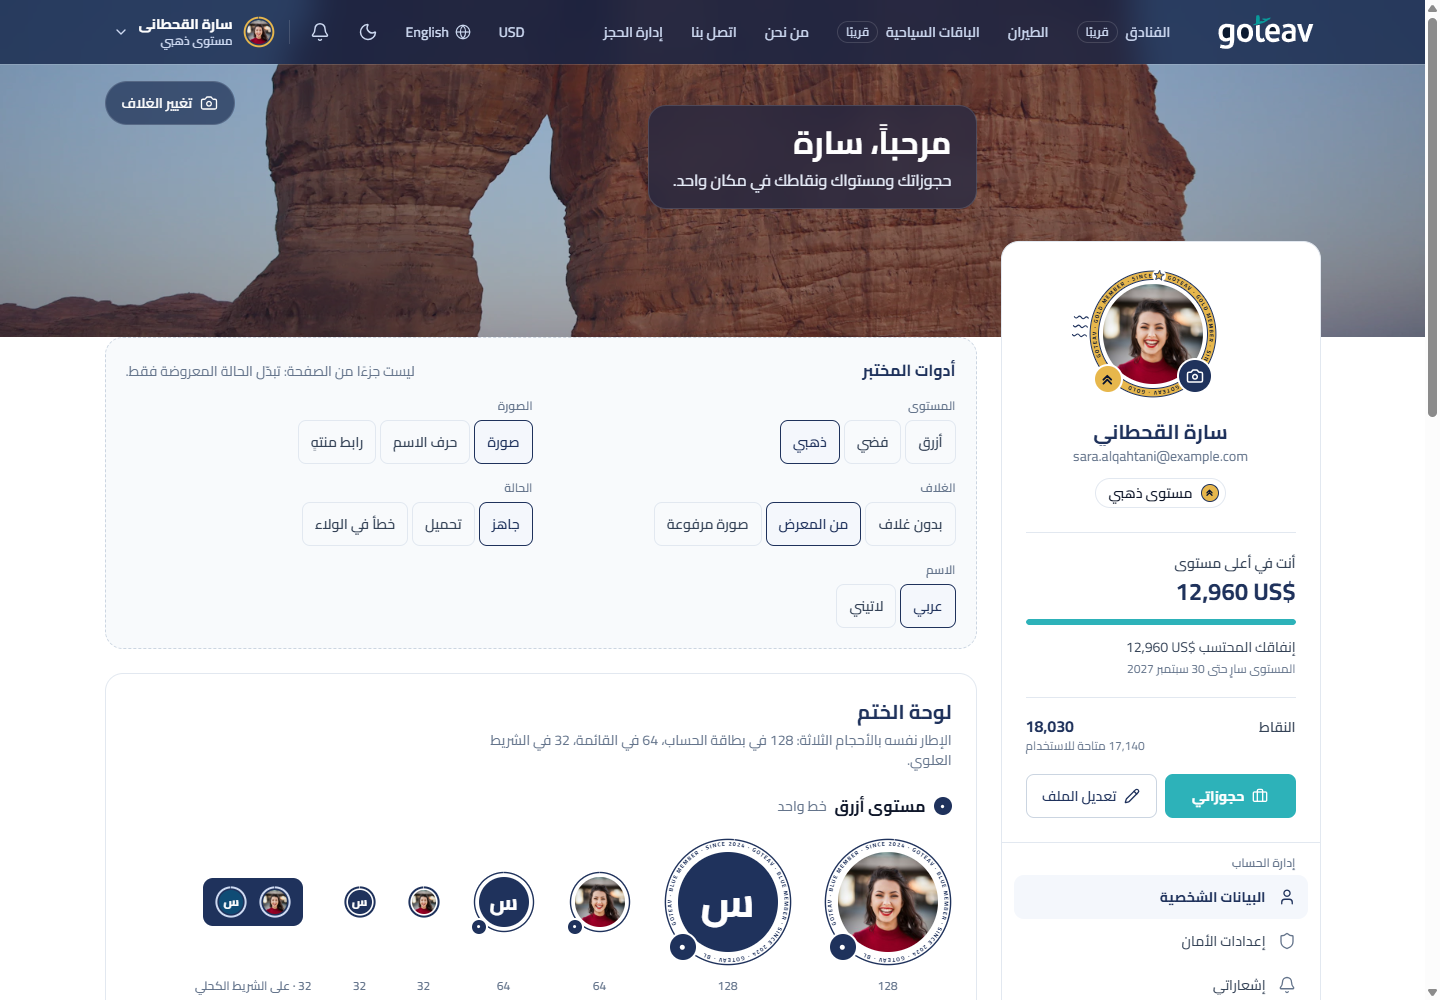 goteav
الفنادق
قريبًا
الطيران
الباقات السياحية
قريبًا
من نحن
اتصل بنا
إدارة الحجز
USD
English
سارة القحطاني
مستوى ذهبي
تغيير الغلاف
مرحباً، سارة
حجوزاتك ومستواك ونقاطك في مكان واحد.
سارة القحطاني
sara.alqahtani@example.com
مستوى ذهبي
أنت في أعلى مستوى
12,960 US$
إنفاقك المحتسب 12,960 US$
المستوى سارٍ حتى 30 سبتمبر 2027
النقاط
18,030
17,140 متاحة للاستخدام
حجوزاتي
تعديل الملف
إدارة الحساب
البيانات الشخصية
إعدادات الأمان
إشعاراتي
أدوات المختبر
ليست جزءًا من الصفحة: تبدّل الحالة المعروضة فقط.
المستوى
أزرق
فضي
ذهبي
الصورة
صورة
حرف الاسم
رابط منتهٍ
الغلاف
بدون غلاف
من المعرض
صورة مرفوعة
الحالة
جاهز
تحميل
خطأ في الولاء
الاسم
عربي
لاتيني
لوحة الختم
الإطار نفسه بالأحجام الثلاثة: 128 في بطاقة الحساب، 64 في القائمة، 32 في الشريط
العلوي.
مستوى أزرق
خط واحد
س
س
س
س
128
128
64
64
32
32
32 · على الشريط الكحلي